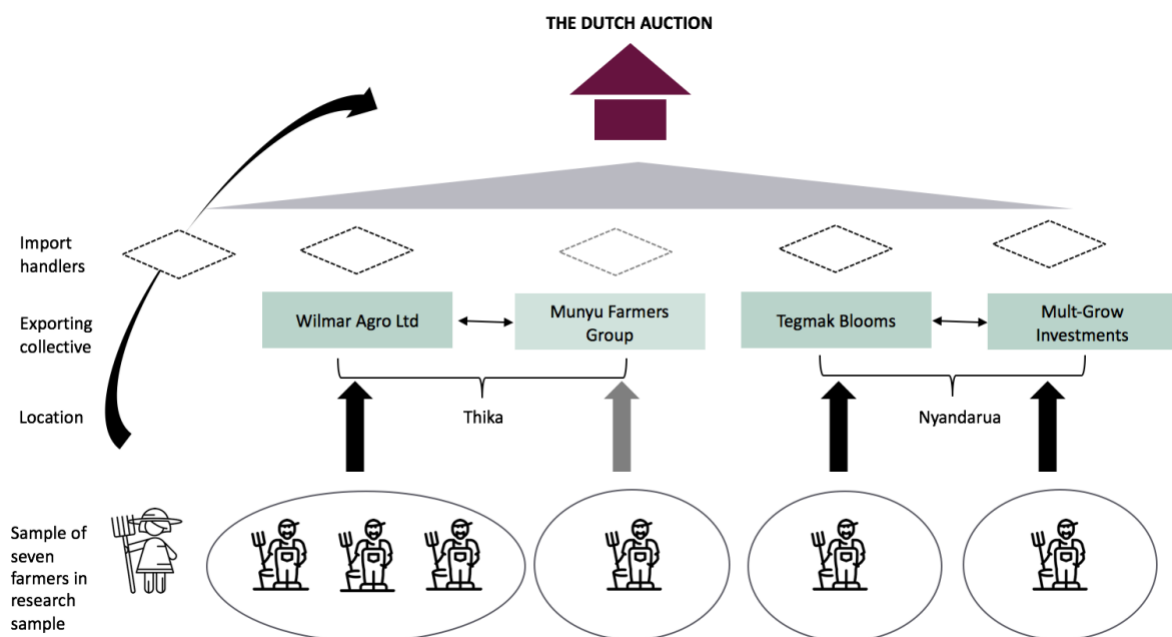 THE DUTCH AUCTION
Import
handlers
Exporting
collective
Wilmar Agro Ltd
Munyu Farmers
Group
Tegmak Blooms
Mult-Grow
Investments
Location
Thika
Nyandarua
Sample of
seven
farmers in
research
sample